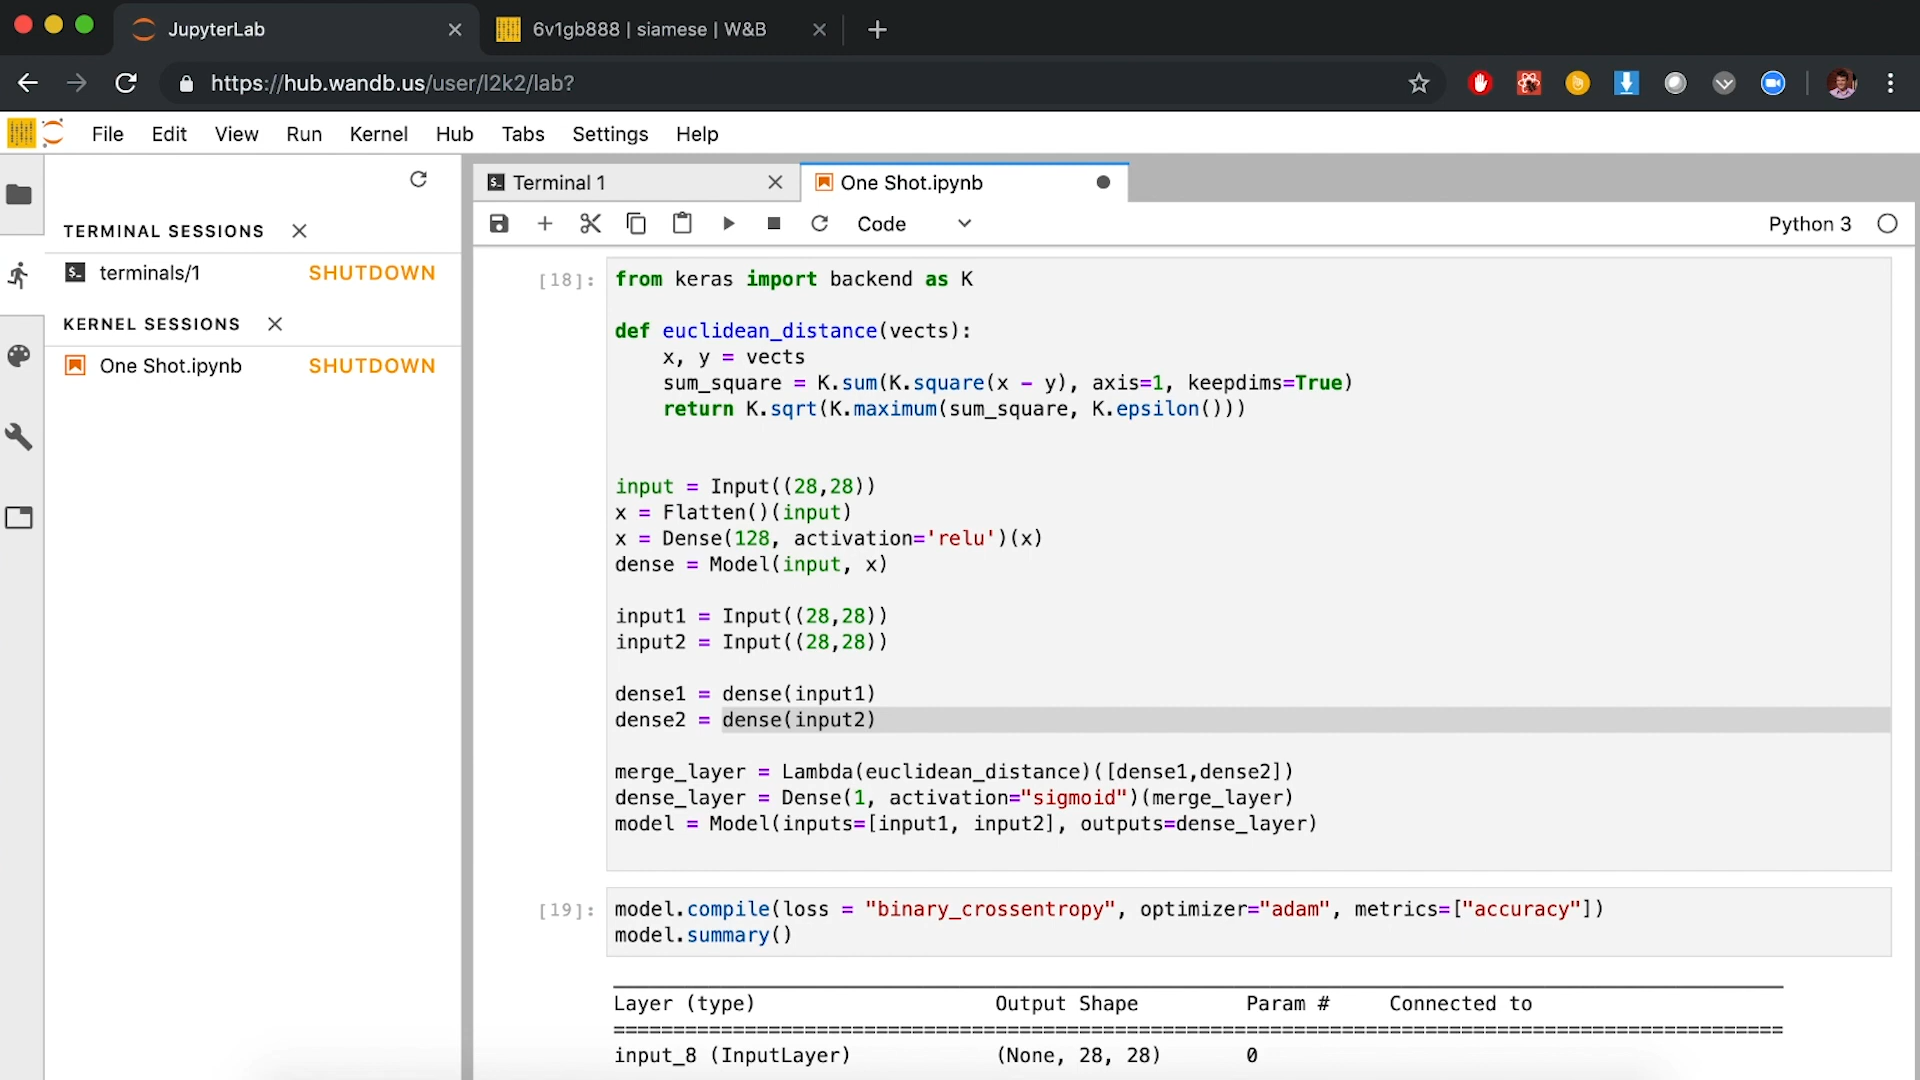 JupyterLab
6v1gb888 | siamese | W&B
https://hub.wandb.us/user/l2k2/lab?
File Edit View Run Kernel Hub Tabs Settings Help
TERMINAL SESSIONS
terminals/1 SHUTDOWN
KERNEL SESSIONS
One Shot.ipynb SHUTDOWN
Terminal 1
One Shot.ipynb
Code
Python 3
[18]:
from keras import backend as K
def euclidean_distance(vects):
    x, y = vects
    sum_square = K.sum(K.square(x - y), axis=1, keepdims=True)
    return K.sqrt(K.maximum(sum_square, K.epsilon()))
input = Input((28,28))
x = Flatten()(input)
x = Dense(128, activation='relu')(x)
dense = Model(input, x)
input1 = Input((28,28))
input2 = Input((28,28))
dense1 = dense(input1)
dense2 = dense(input2)
merge_layer = Lambda(euclidean_distance)([dense1,dense2])
dense_layer = Dense(1, activation="sigmoid")(merge_layer)
model = Model(inputs=[input1, input2], outputs=dense_layer)
[19]:
model.compile(loss = "binary_crossentropy", optimizer="adam", metrics=["accuracy"])
model.summary()
Layer (type) Output Shape Param # Connected to
input_8 (InputLayer) (None, 28, 28) 0